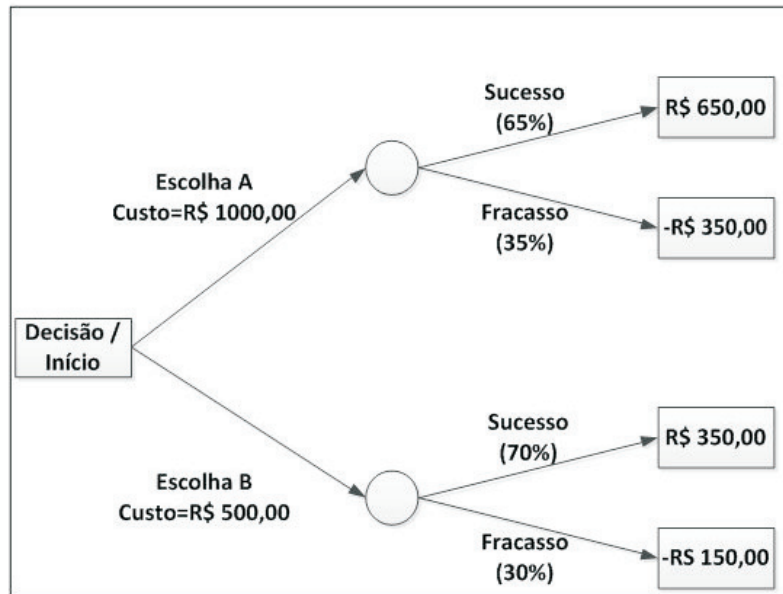 Sucesso
(65%)
R$ 650,00
Escolha A
Custo=R$ 1000,00
Fracasso
(35%)
-R$ 350,00
Decisão /
Início
Sucesso
(70%)
R$ 350,00
Escolha B
Custo=R$ 500,00
Fracasso
(30%)
-RS 150,00